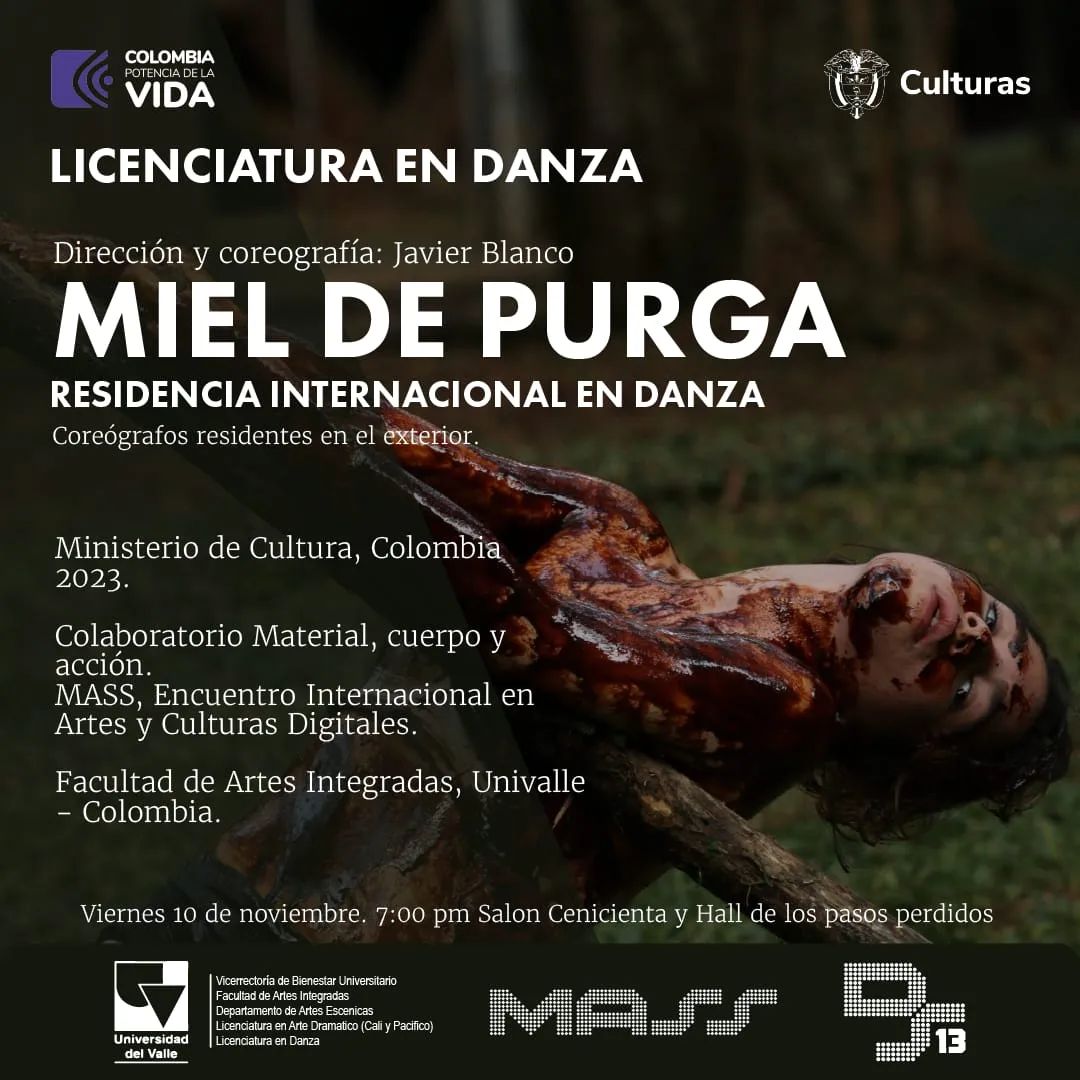 COLOMBIA
POTENCIA DE LA
VIDA
Culturas
LICENCIATURA EN DANZA
Dirección y coreografía: Javier Blanco
MIEL DE PURGA
RESIDENCIA INTERNACIONAL EN DANZA
Coreógrafos residentes en el exterior.
Ministerio de Cultura, Colombia
2023.
Colaboratorio Material, cuerpo y
acción.
MASS, Encuentro Internacional en
Artes y Culturas Digitales.
Facultad de Artes Integradas, Univalle
- Colombia.
Viernes 10 de noviembre. 7:00 pm Salon Cenicienta y Hall de los pasos perdidos
Universidad
del Valle
Vicerrectoría de Bienestar Universitario
Facultad de Artes Integradas
Departamento de Artes Escenicas
Licenciatura en Arte Dramatico (Cali y Pacifico)
Licenciatura en Danza
MASS
DS
13